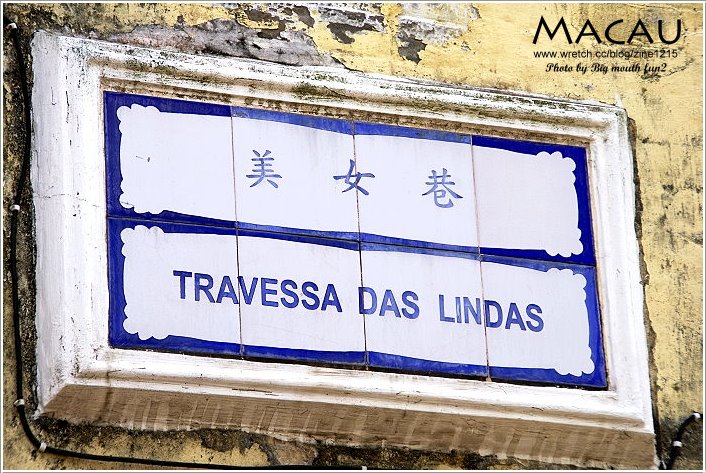 MACAU
www.wretch.cc/blog/zine1215
Photo by Big mouth fun2
美女巷
TRAVESSA DAS LINDAS